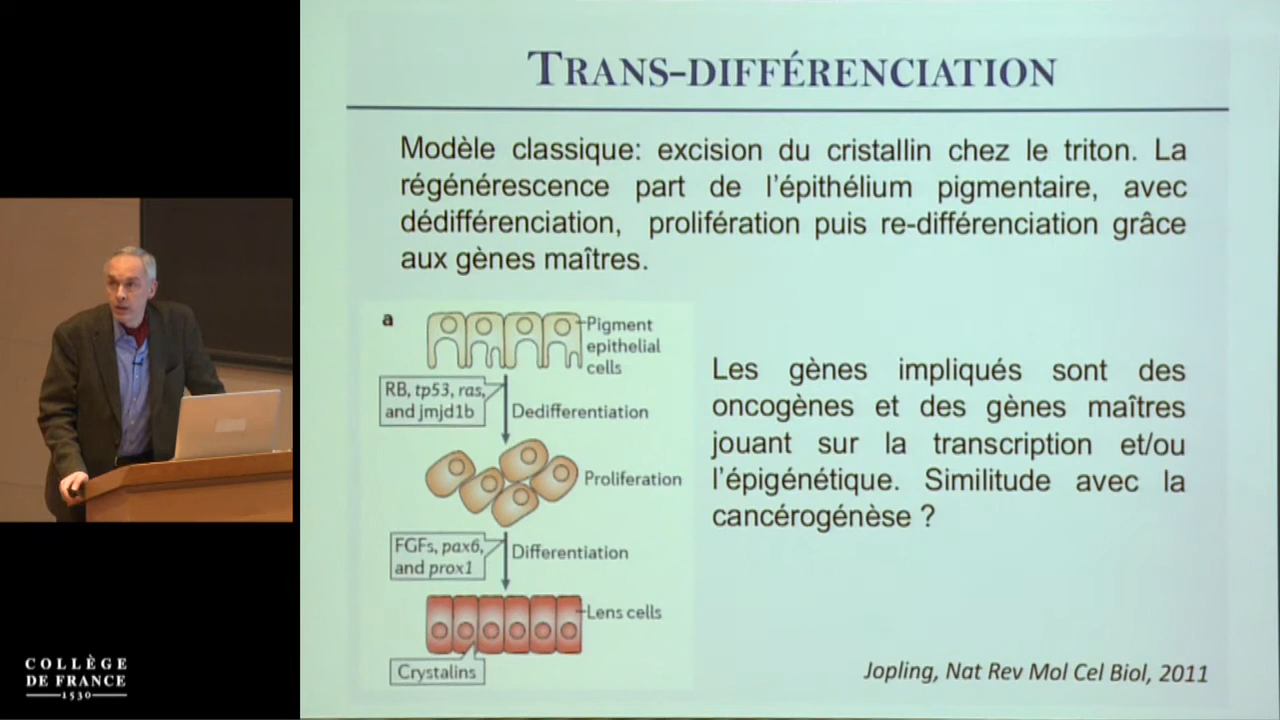 TRANS-DIFFÉRENCIATION
Modèle classique: excision du cristallin chez le triton. La
régénérescence part de l'épithélium pigmentaire, avec
dédifférenciation, prolifération puis re-différenciation grâce
aux gènes maîtres.
a
Pigment
epithelial
cells
RB, tp53, ras,
and jmjd1b
Dedifferentiation
Proliferation
FGFs, pax6,
and prox1
Differentiation
Lens cells
Crystalins
Les gènes impliqués sont des
oncogènes et des gènes maîtres
jouant sur la transcription et/ou
l'épigénétique. Similitude avec la
cancérogénèse ?
Jopling, Nat Rev Mol Cel Biol, 2011
COLLÈGE
DE FRANCE
1530